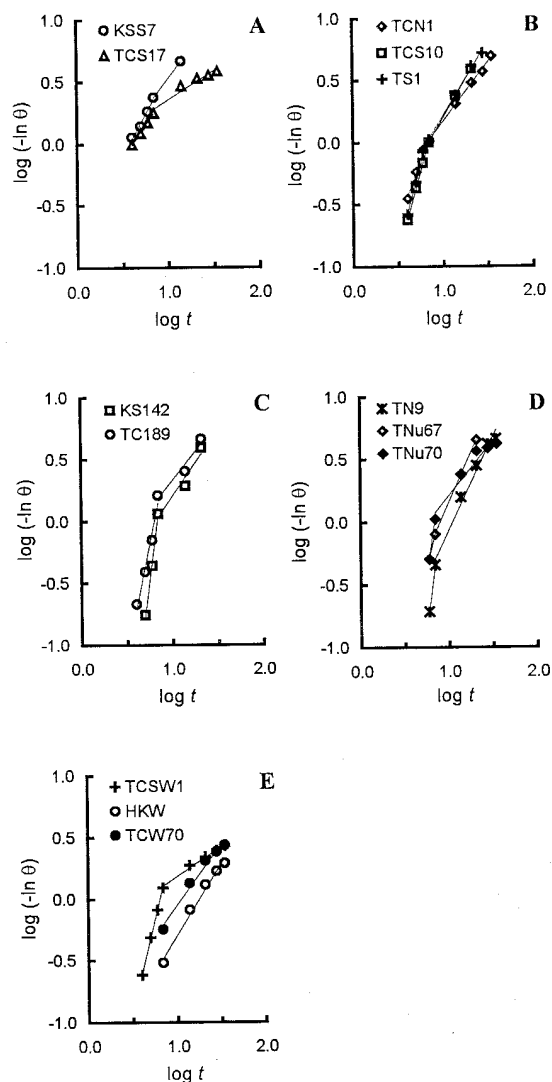 KSS7
TCS17
A
1.0
0.5
0.0
-0.5
-1.0
log (-ln θ)
0.0 1.0 2.0
log t
TCN1
TCS10
TS1
B
1.0
0.5
0.0
-0.5
-1.0
log (-ln θ)
0.0 1.0 2.0
log t
KS142
TC189
C
1.0
0.5
0.0
-0.5
-1.0
log (-ln θ)
0.0 1.0 2.0
log t
TN9
TNu67
TNu70
D
1.0
0.5
0.0
-0.5
-1.0
log (-ln θ)
0.0 1.0 2.0
log t
TCSW1
HKW
TCW70
E
1.0
0.5
0.0
-0.5
-1.0
log (-ln θ)
0.0 1.0 2.0
log t